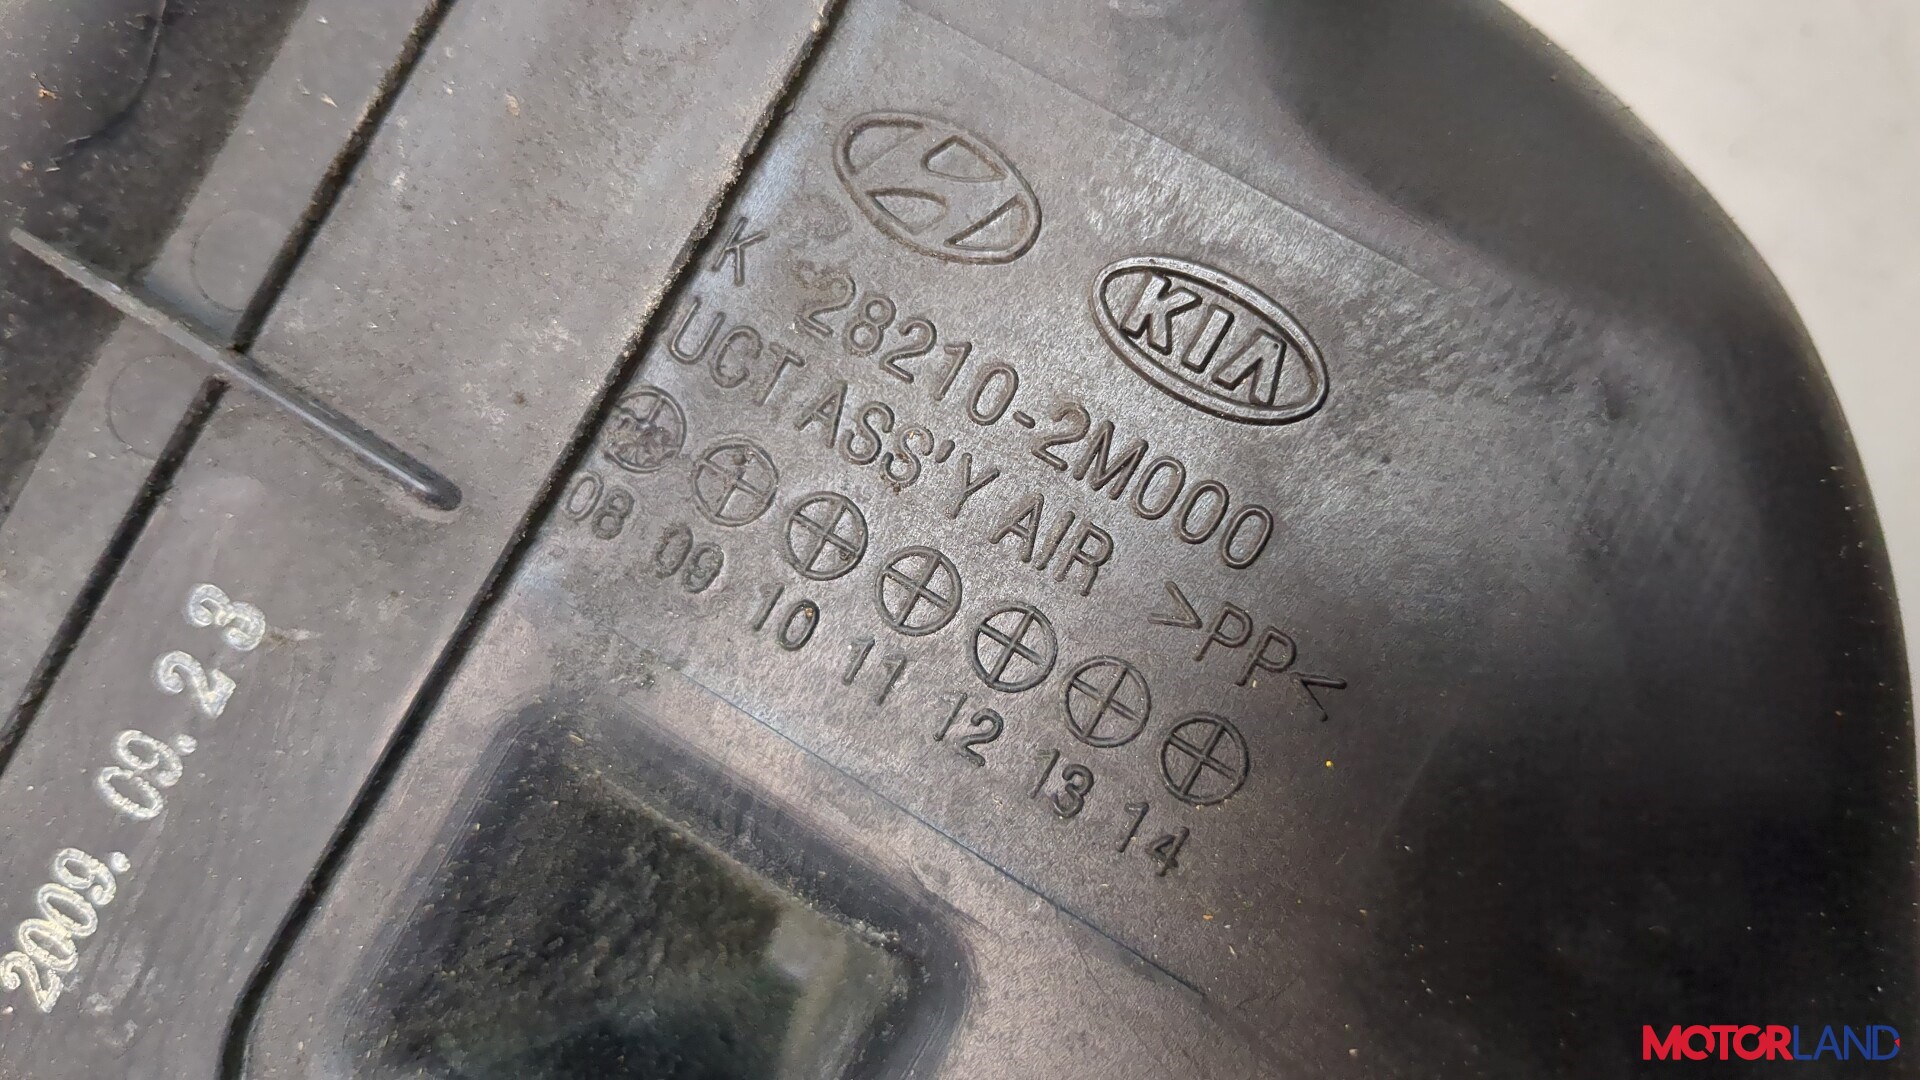 KIA
K 28210-2M000
UCT ASS'Y AIR >PP<
08 09 10 11 12 13 14
2009.09.23
MOTORLAND